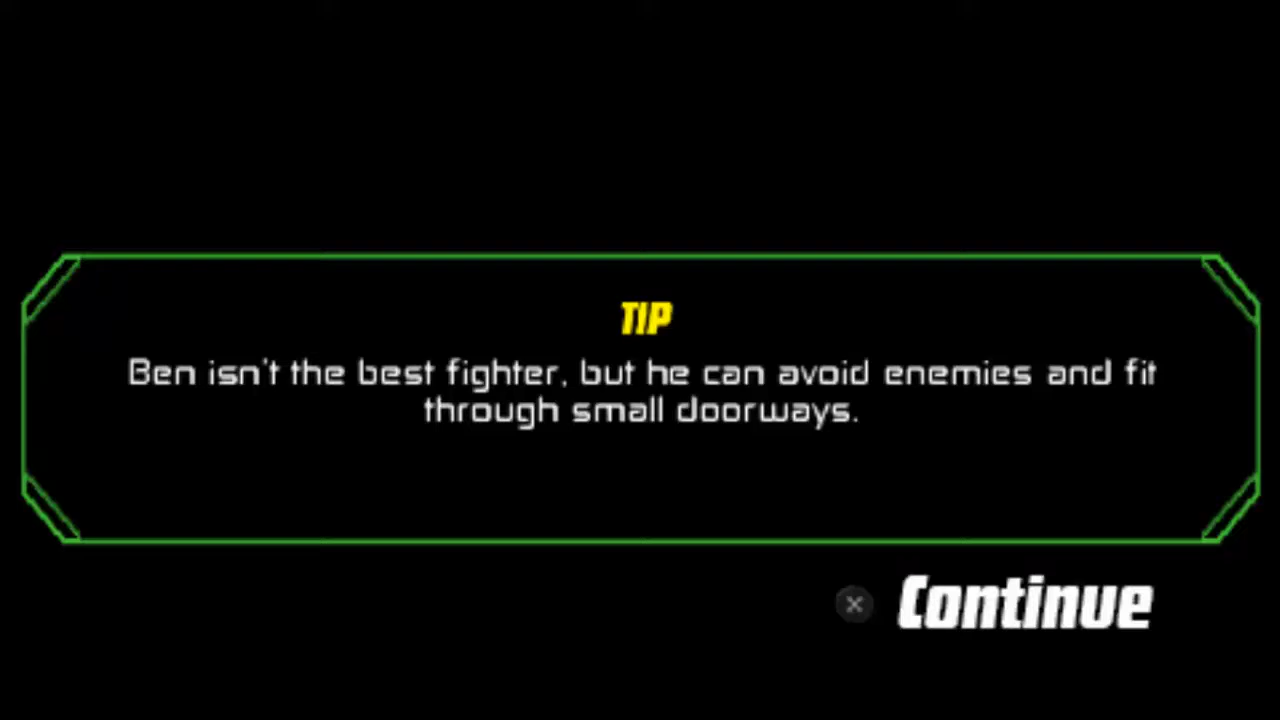 TIP
Ben isn't the best fighter, but he can avoid enemies and fit
through small doorways.
Continue